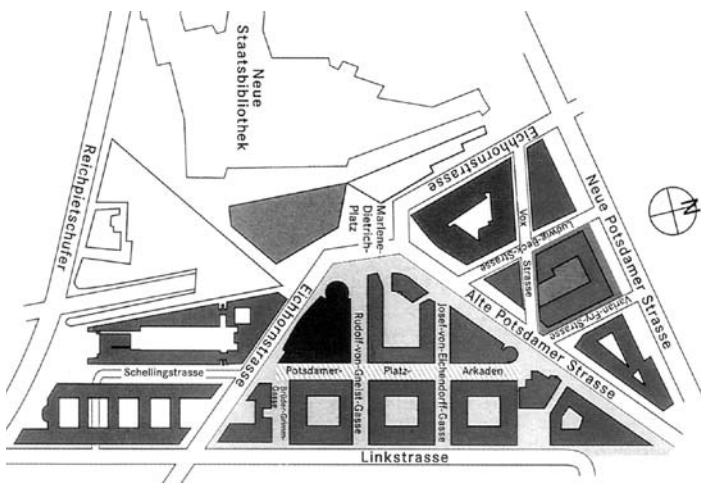 Neue
Staatsbibliothek
Reichpietschufer
Eichhornstrasse
Neue Potsdamer Strasse
Marlene-
Dietrich-
Platz
Vox
Strasse
Ludwig-Beck-Strasse
N
Varian-Fry-Strasse
Alte Potsdamer Strasse
Eichhornstrasse
Rudolf-von-Gneist-Gasse
Josef-von-Eichendorff-Gasse
Schellingstrasse
Potsdamer-
Platz-
Arkaden
Brüder-Grimm-
Gasse
Linkstrasse